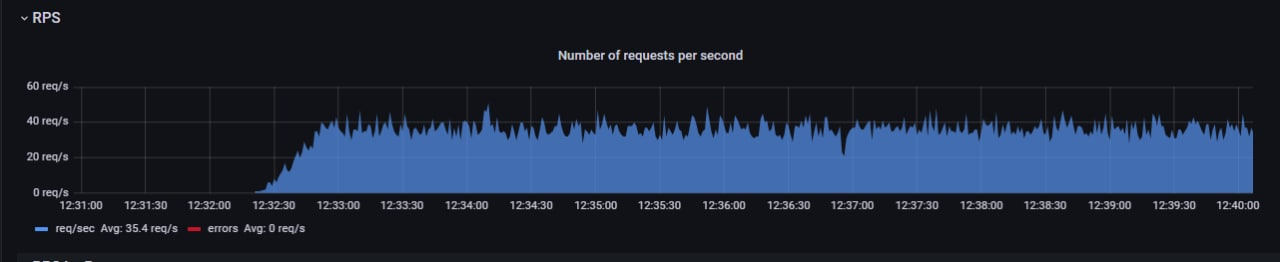 RPS
Number of requests per second
60 req/s
40 req/s
20 req/s
0 req/s
12:31:00 12:31:30 12:32:00 12:32:30 12:33:00 12:33:30 12:34:00 12:34:30 12:35:00 12:35:30 12:36:00 12:36:30 12:37:00 12:37:30 12:38:00 12:38:30 12:39:00 12:39:30 12:40:00
req/sec Avg: 35.4 req/s errors Avg: 0 req/s